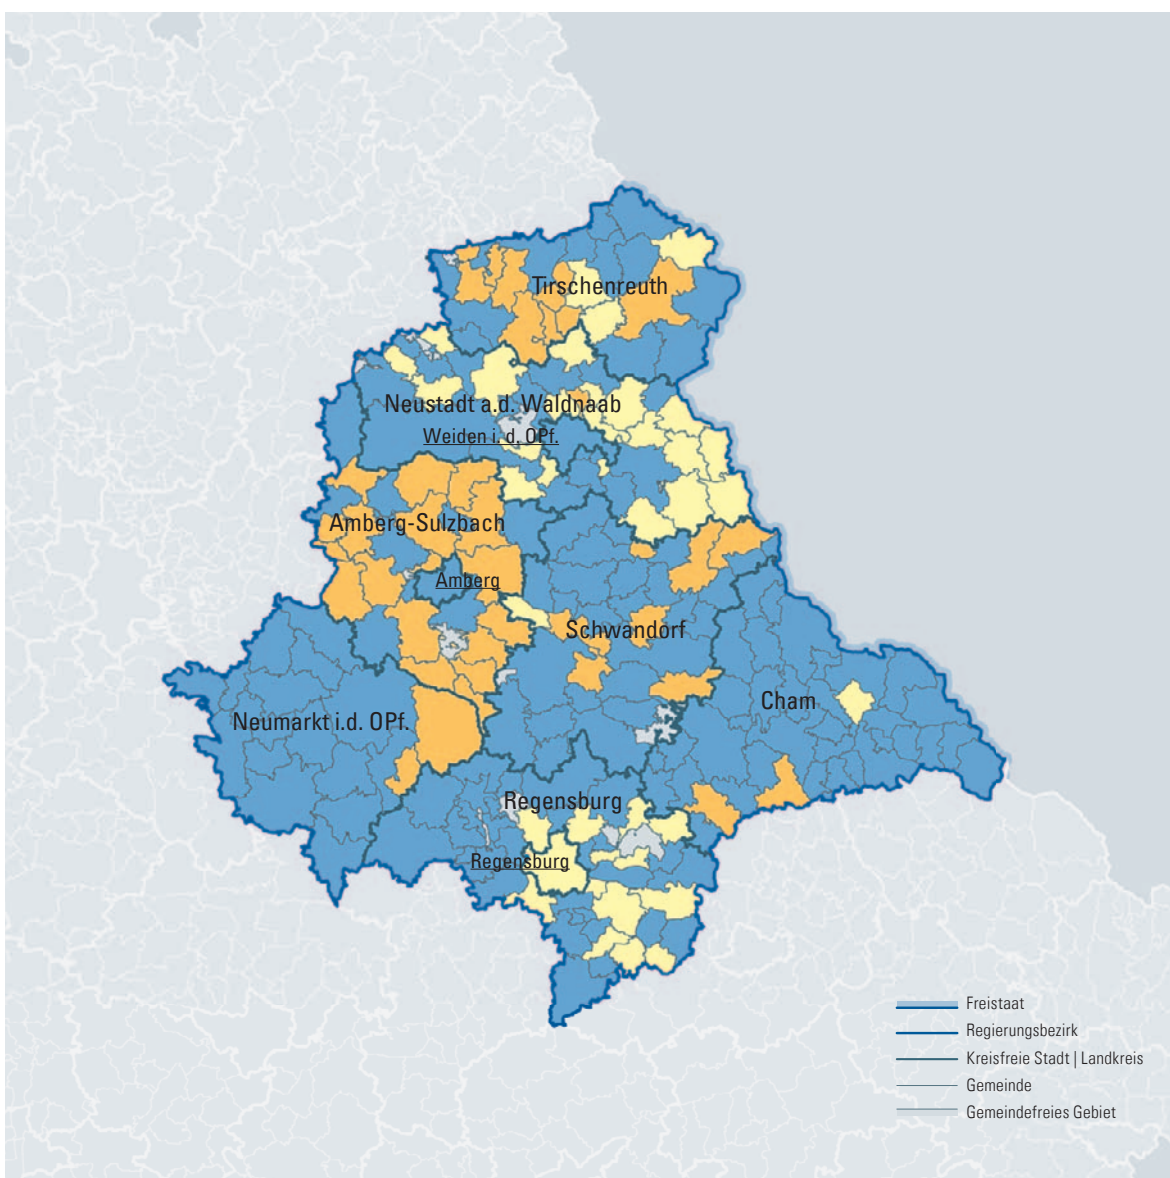 Tirschenreuth
Neustadt a.d. Waldnaab
Weiden i. d. OPf.
Amberg-Sulzbach
Amberg
Schwandorf
Cham
Neumarkt i.d. OPf.
Regensburg
Regensburg
Freistaat
Regierungsbezirk
Kreisfreie Stadt | Landkreis
Gemeinde
Gemeindefreies Gebiet